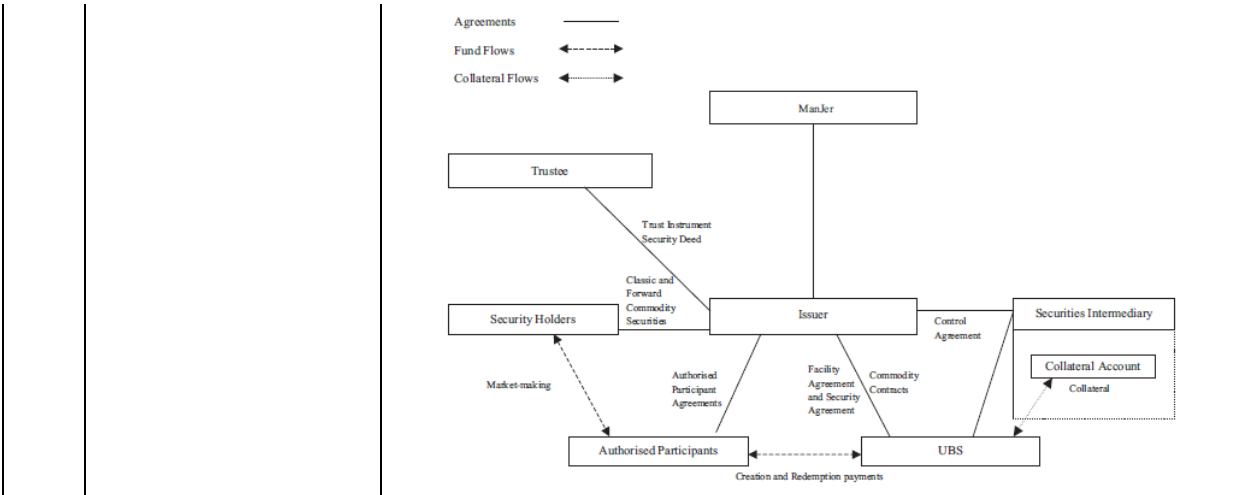 Agreements
Fund Flows
Collateral Flows
ManJer
Trustee
Trust Instrument
Security Deed
Classic and
Forward
Commodity
Securities
Security Holders
Issuer
Control
Agreement
Securities Intermediary
Collateral Account
Collateral
Market-making
Authorised
Participant
Agreements
Facility
Agreement
and Security
Agreement
Commodity
Contracts
Authorised Participants
UBS
Creation and Redemption payments